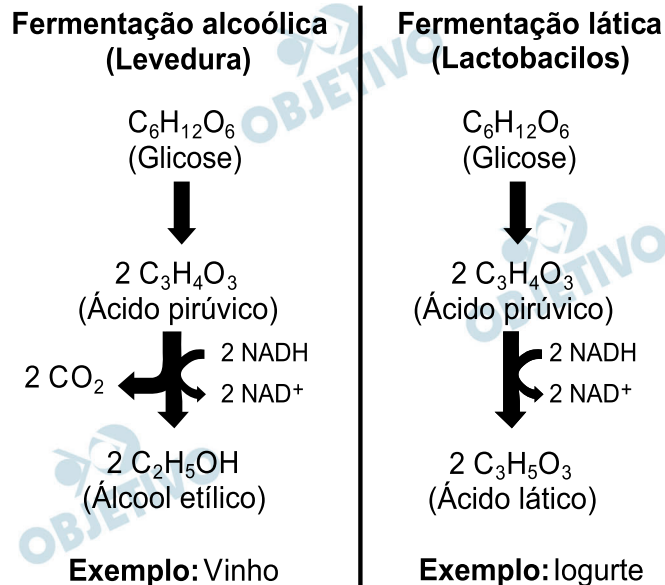 Fermentação alcoólica
(Levedura)
C₆H₁₂O₆
(Glicose)
2 C₃H₄O₃
(Ácido pirúvico)
2 NADH
2 CO₂
2 NAD⁺
2 C₂H₅OH
(Álcool etílico)
Exemplo: Vinho
Fermentação lática
(Lactobacilos)
C₆H₁₂O₆
(Glicose)
2 C₃H₄O₃
(Ácido pirúvico)
2 NADH
2 NAD⁺
2 C₃H₅O₃
(Ácido lático)
Exemplo: Iogurte
OBJETIVO
OBJETIVO
OBJETIVO